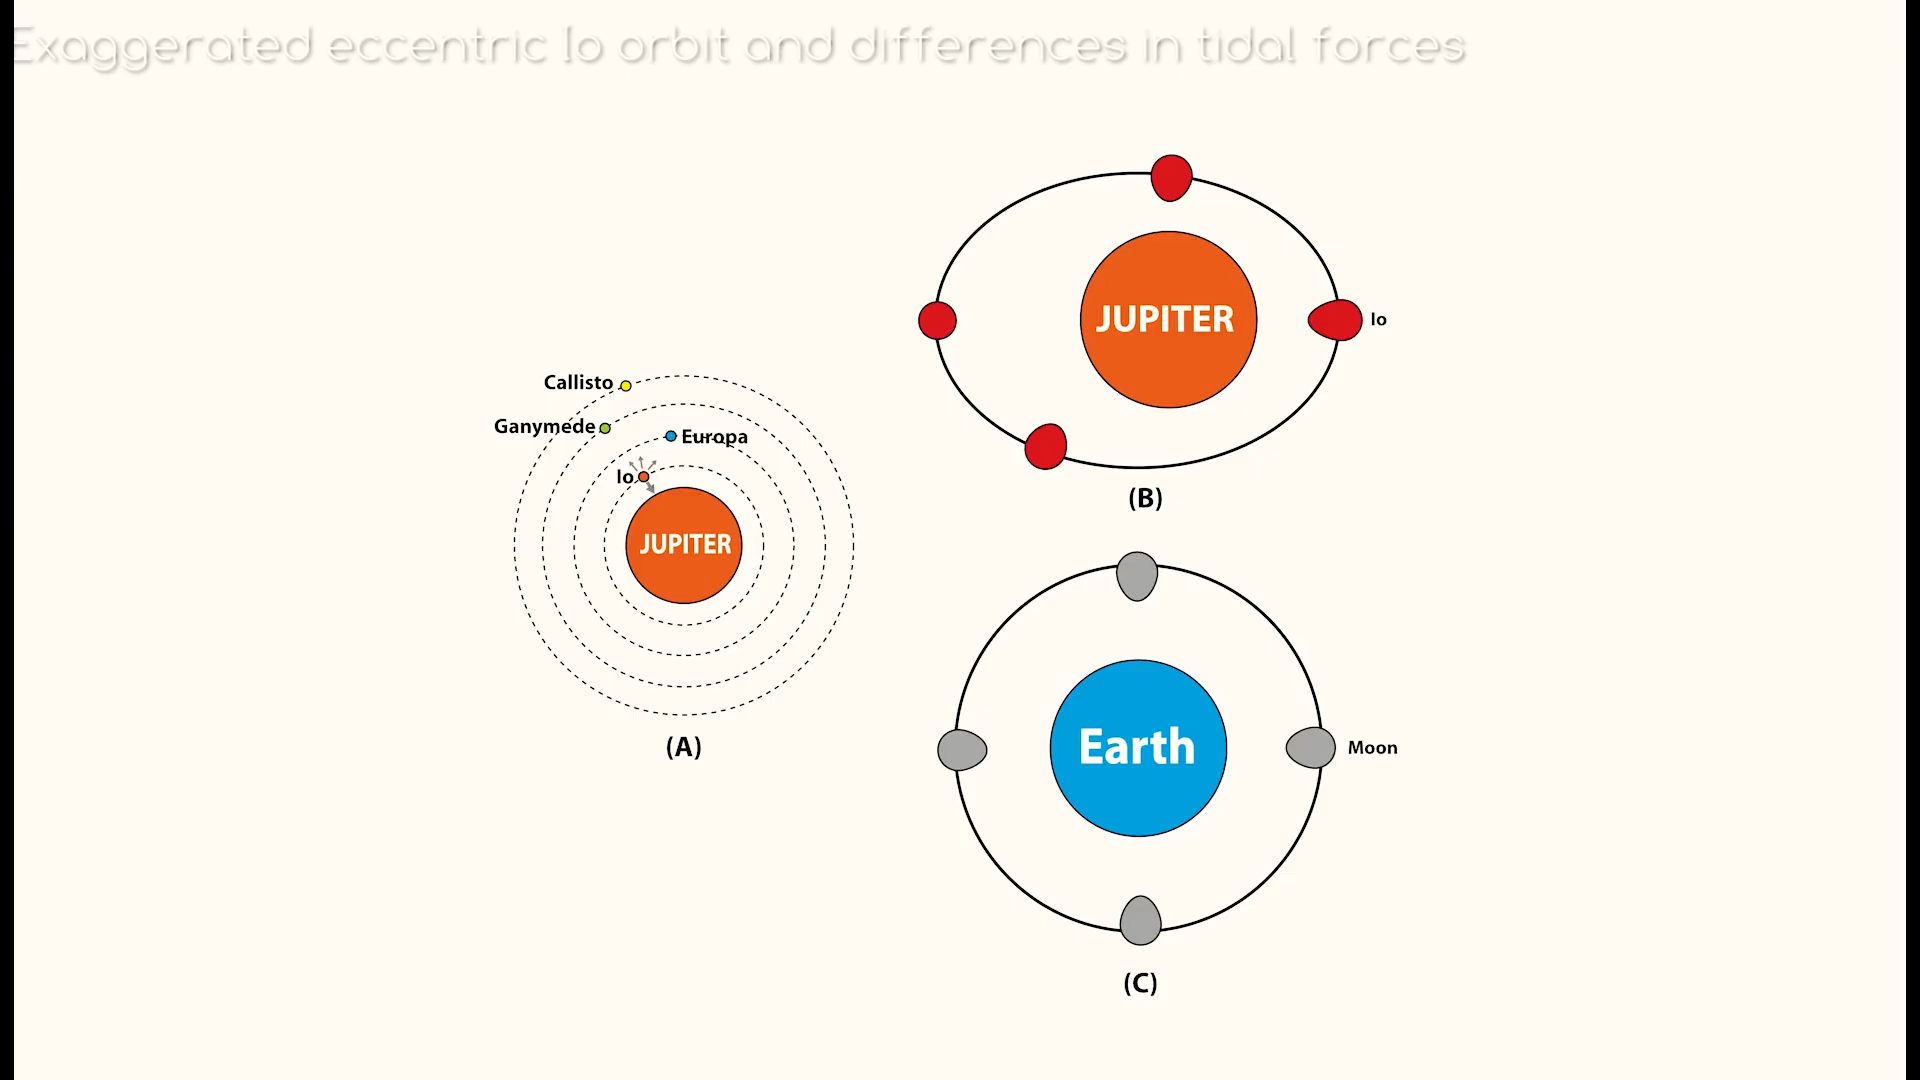 Exaggerated eccentric Io orbit and differences in tidal forces
Callisto
Ganymede
Europa
Io
JUPITER
(A)
JUPITER
Io
(B)
Earth
Moon
(C)